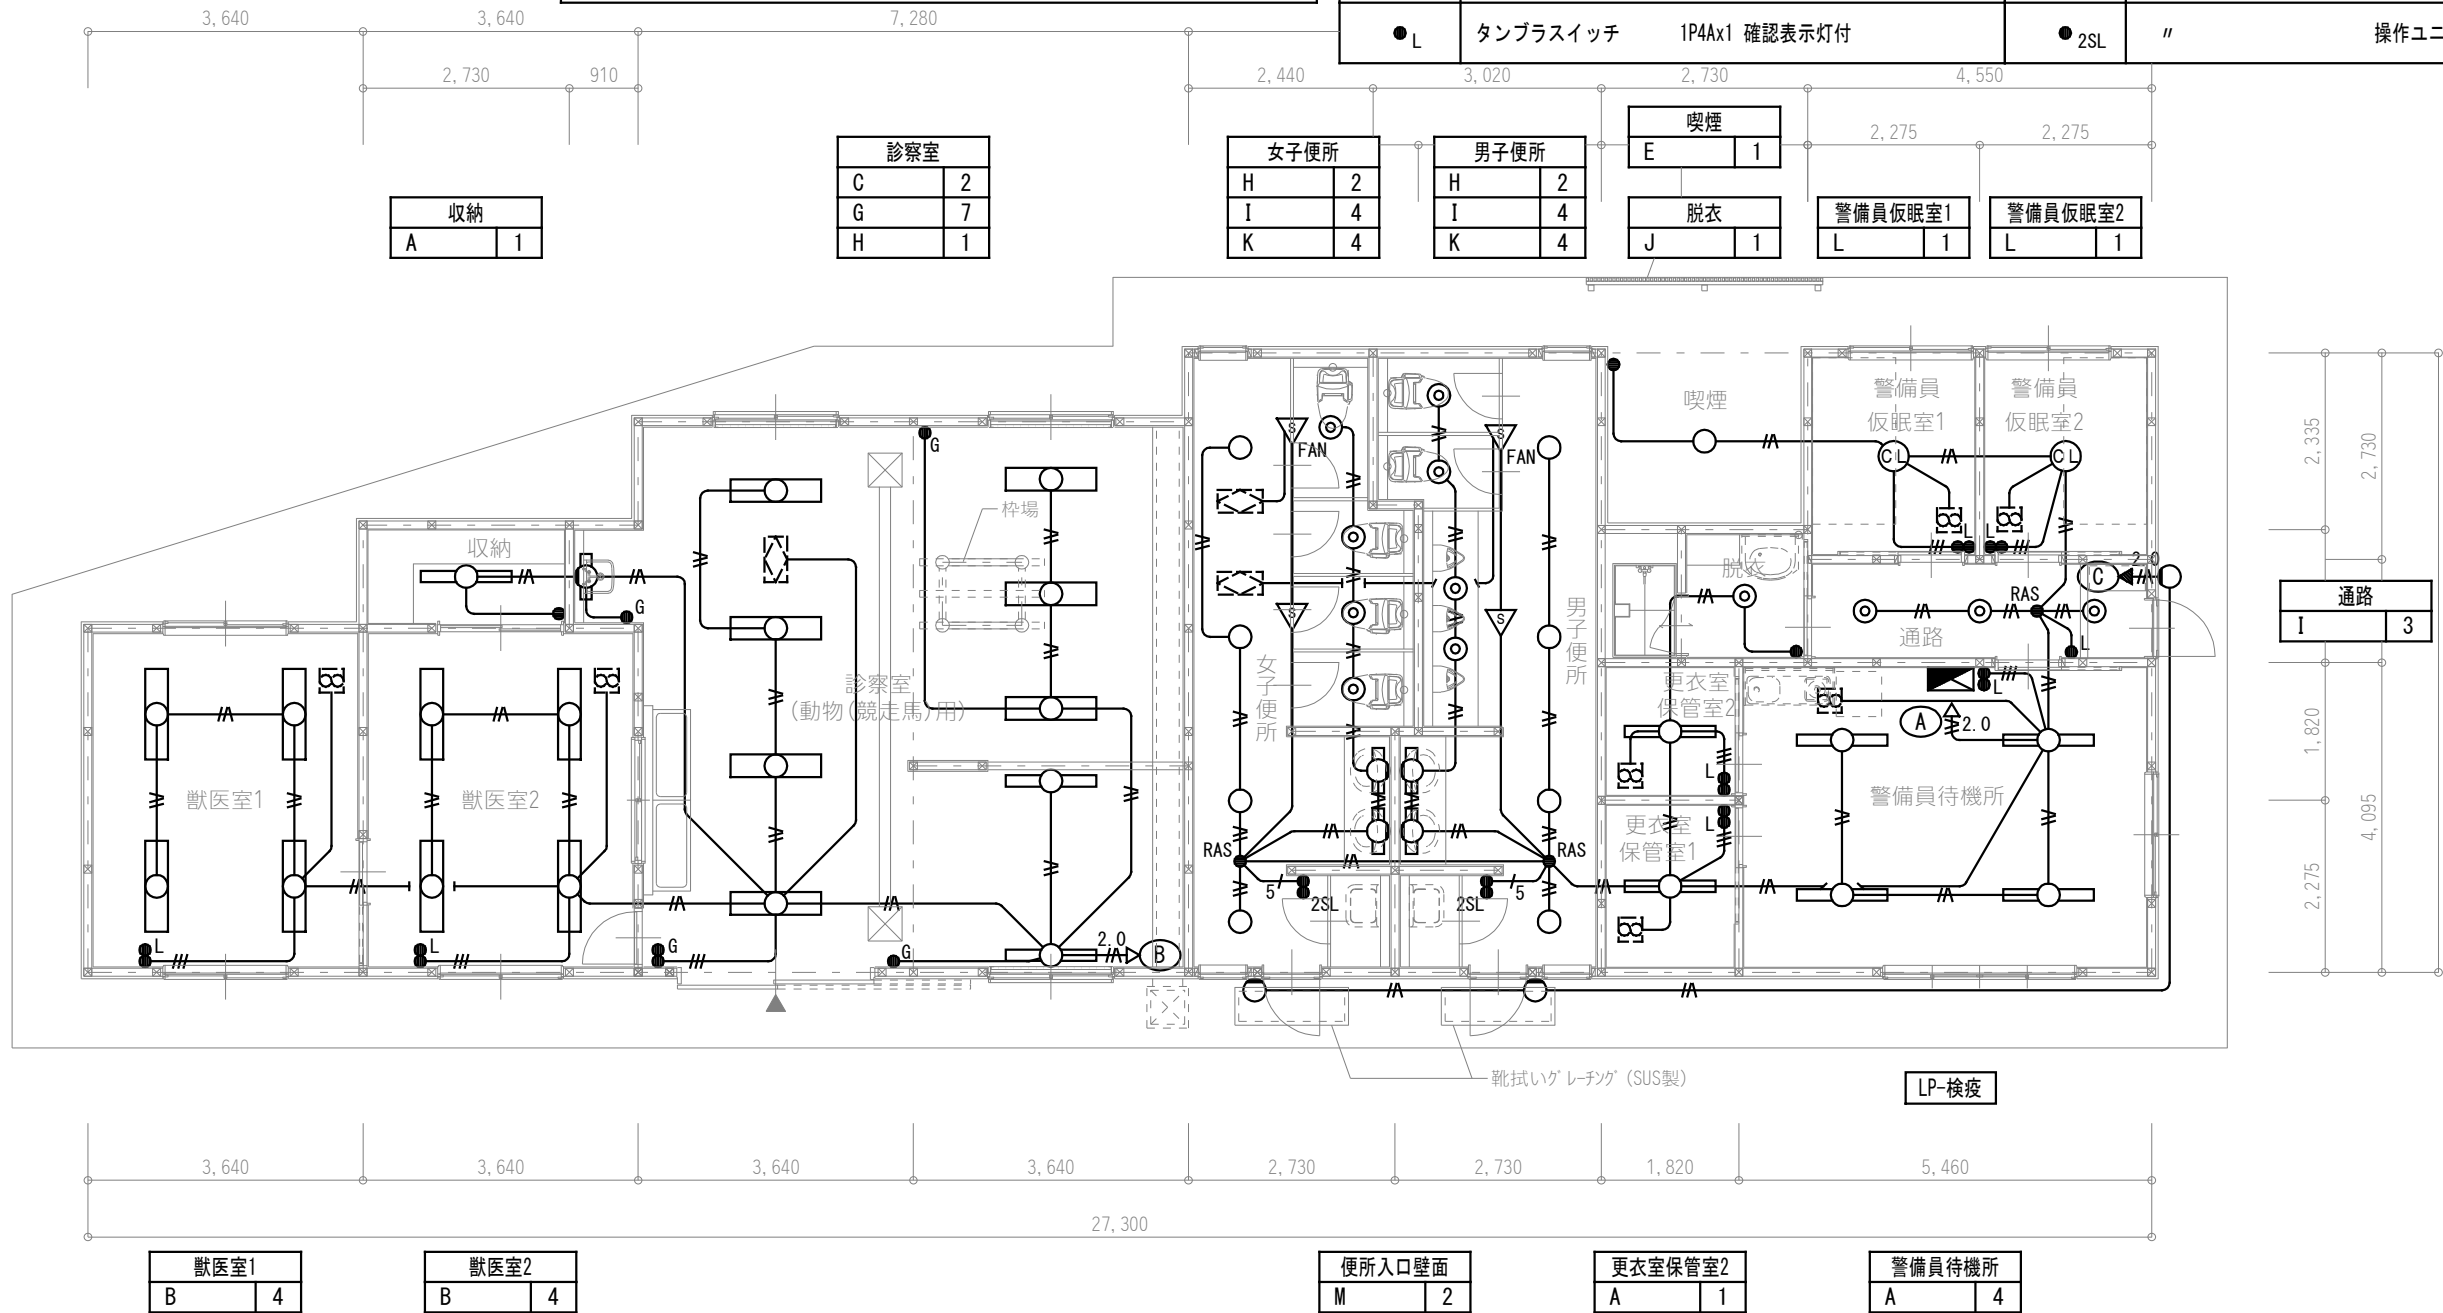 3,640
3,640
7,280
●L タンブラスイッチ 1P4Ax1 確認表示灯付
●2SL 〃 操作ユニ
2,730
910
2,440
3,020
2,730
4,550
喫煙
E 1
2,275
2,275
診察室
C 2
G 7
H 1
女子便所
H 2
I 4
K 4
男子便所
H 2
I 4
K 4
収納
A 1
脱衣
J 1
警備員仮眠室1
L 1
警備員仮眠室2
L 1
喫煙
警備員
仮眠室1
警備員
仮眠室2
2,335
2,730
G
S
FAN
S
FAN
CL
CL
枠場
収納
L
L
2.0
脱衣
C
RAS
通路
I 3
G
S
S
通路
L
女子便所
男子便所
診察室
(動物(競走馬)用)
更衣室
保管室2
L
A
2.0
1,820
獣医室1
獣医室2
L
警備員待機所
L
更衣室
保管室1
4,095
RAS
RAS
5
2SL
2SL
5
2,275
L
L
G
G
2.0
B
靴拭いグレーチング(SUS製)
LP-検疫
3,640
3,640
3,640
3,640
2,730
2,730
1,820
5,460
27,300
獣医室1
B 4
獣医室2
B 4
便所入口壁面
M 2
更衣室保管室2
A 1
警備員待機所
A 4